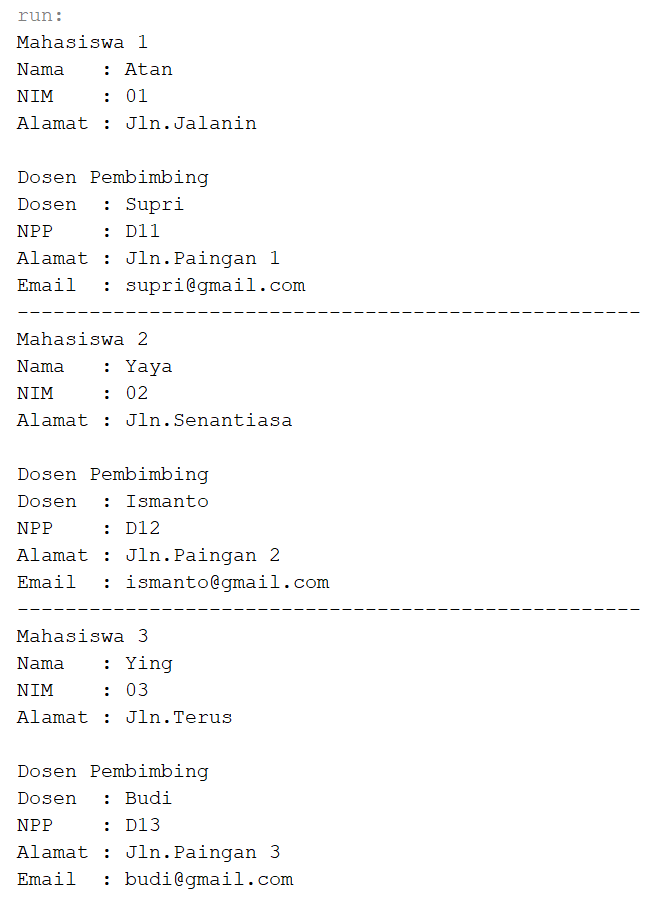 run:
Mahasiswa 1
Nama   : Atan
NIM    : 01
Alamat : Jln.Jalanin

Dosen Pembimbing
Dosen  : Supri
NPP    : D11
Alamat : Jln.Paingan 1
Email  : supri@gmail.com
----------------------------------------------------
Mahasiswa 2
Nama   : Yaya
NIM    : 02
Alamat : Jln.Senantiasa

Dosen Pembimbing
Dosen  : Ismanto
NPP    : D12
Alamat : Jln.Paingan 2
Email  : ismanto@gmail.com
----------------------------------------------------
Mahasiswa 3
Nama   : Ying
NIM    : 03
Alamat : Jln.Terus

Dosen Pembimbing
Dosen  : Budi
NPP    : D13
Alamat : Jln.Paingan 3
Email  : budi@gmail.com